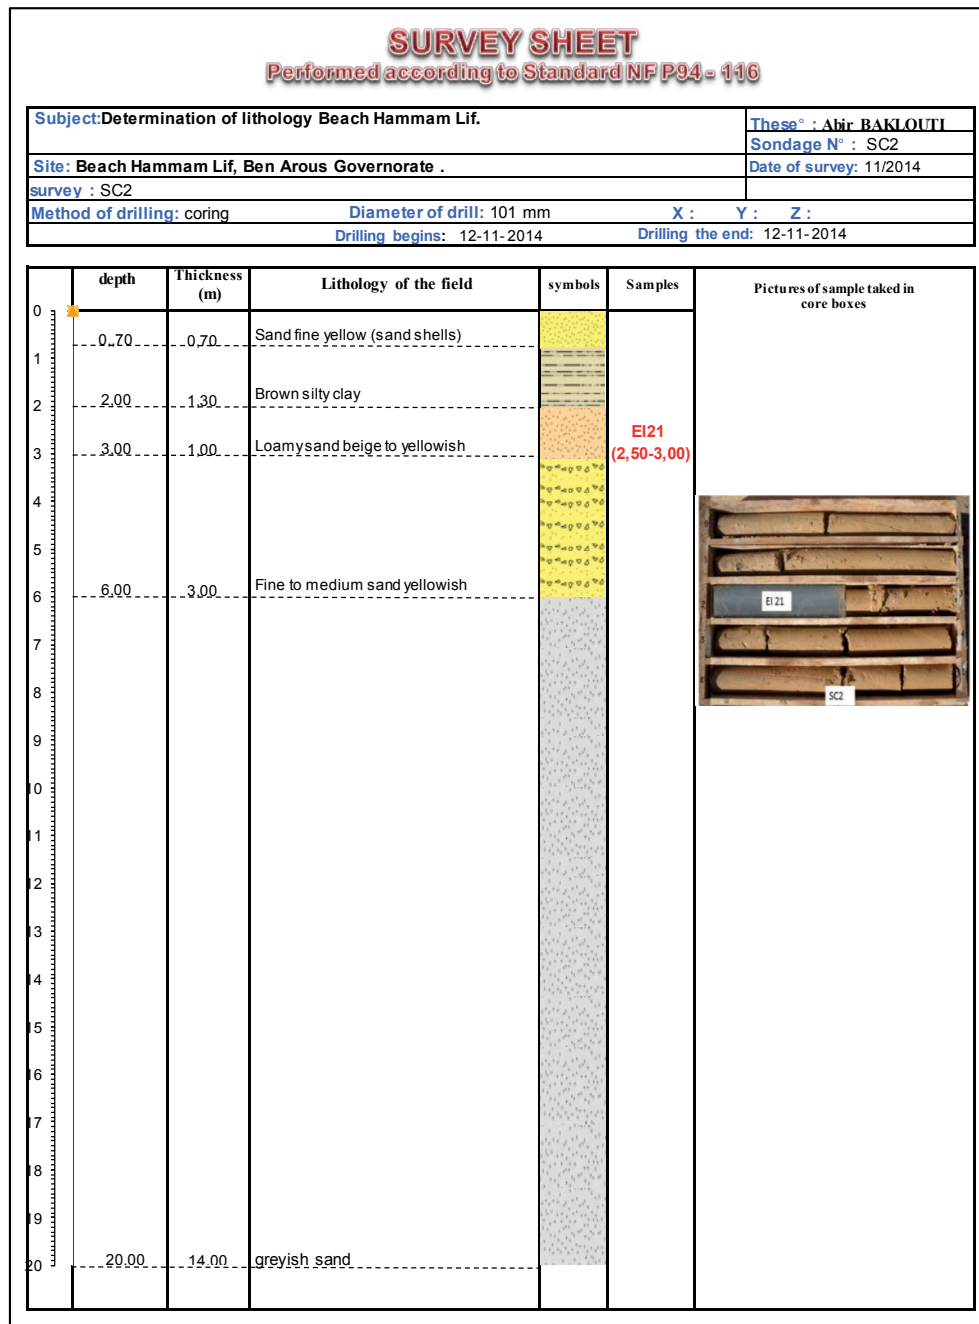 SURVEY SHEET
Performed according to Standard NF P94 - 116
Subject:Determination of lithology Beach Hammam Lif.
These° : Abir BAKLOUTI
Sondage N° : SC2
Site: Beach Hammam Lif, Ben Arous Governorate .
Date of survey: 11/2014
survey : SC2
Method of drilling: coring Diameter of drill: 101 mm X : Y : Z :
Drilling begins: 12-11-2014 Drilling the end: 12-11-2014
depth Thickness (m) Lithology of the field symbols Samples Pictures of sample taked in core boxes
0
0,70 0,70 Sand fine yellow (sand shells)
1
2,00 1,30 Brown silty clay
2
EI21
3,00 1,00 Loamy sand beige to yellowish
3
(2,50-3,00)
4
5
6,00 3,00 Fine to medium sand yellowish
6
EI 21
7
8
SC2
9
10
11
12
13
14
15
16
17
18
19
20,00 14,00 greyish sand
20